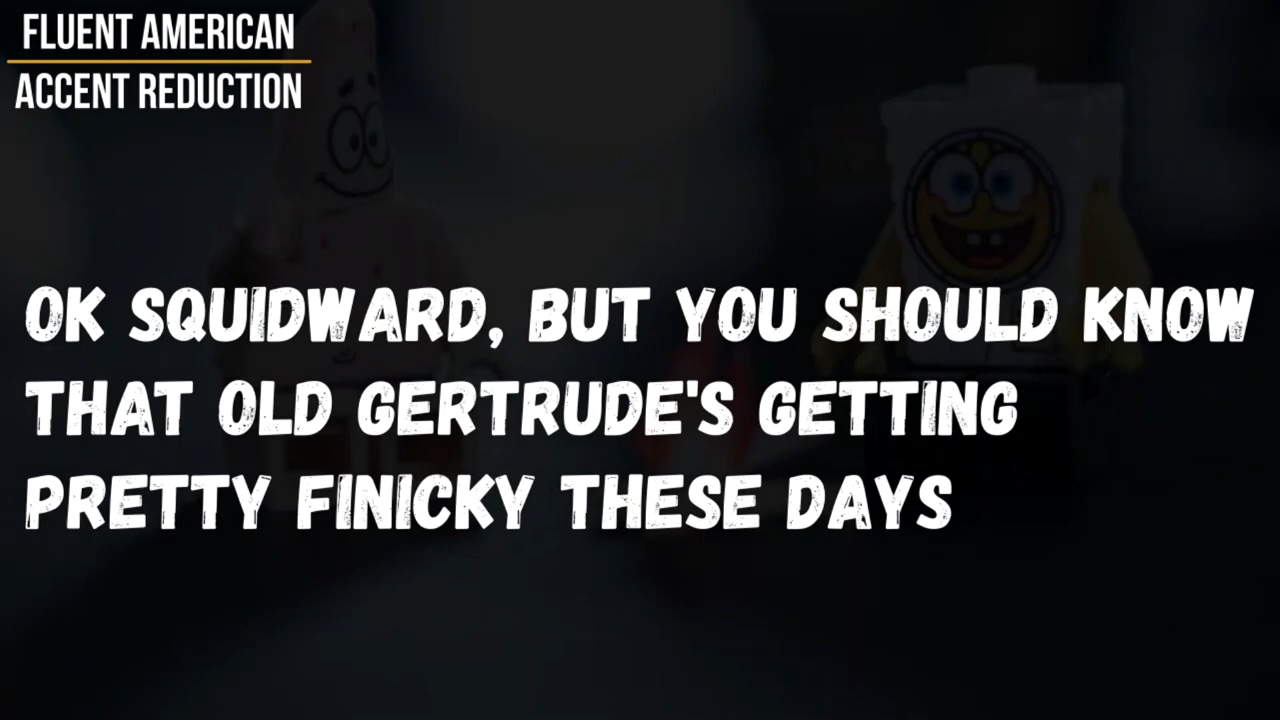 FLUENT AMERICAN
ACCENT REDUCTION
OK SQUIDWARD, BUT YOU SHOULD KNOW
THAT OLD GERTRUDE'S GETTING
PRETTY FINICKY THESE DAYS